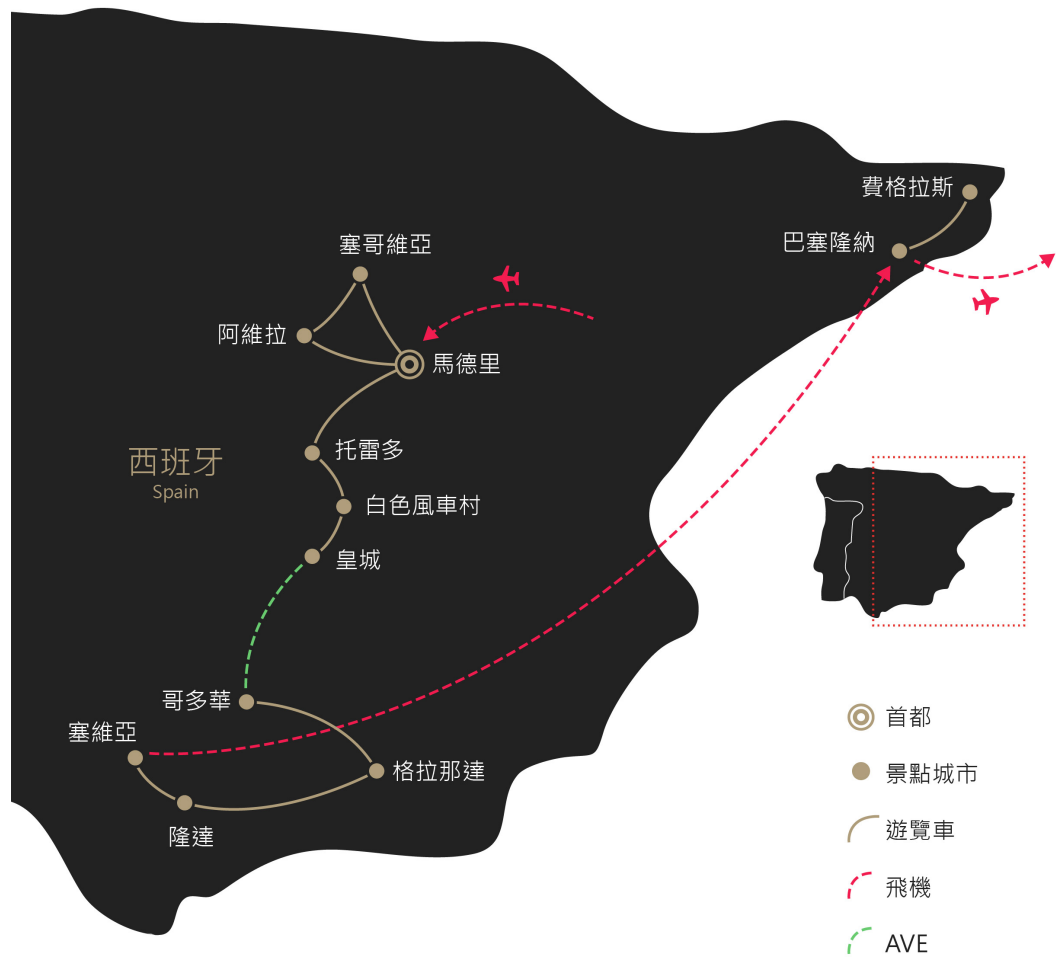 費格拉斯
巴塞隆納
塞哥維亞
阿維拉
馬德里
托雷多
西班牙
Spain
白色風車村
皇城
哥多華
塞維亞
格拉那達
隆達
首都
景點城市
遊覽車
飛機
AVE